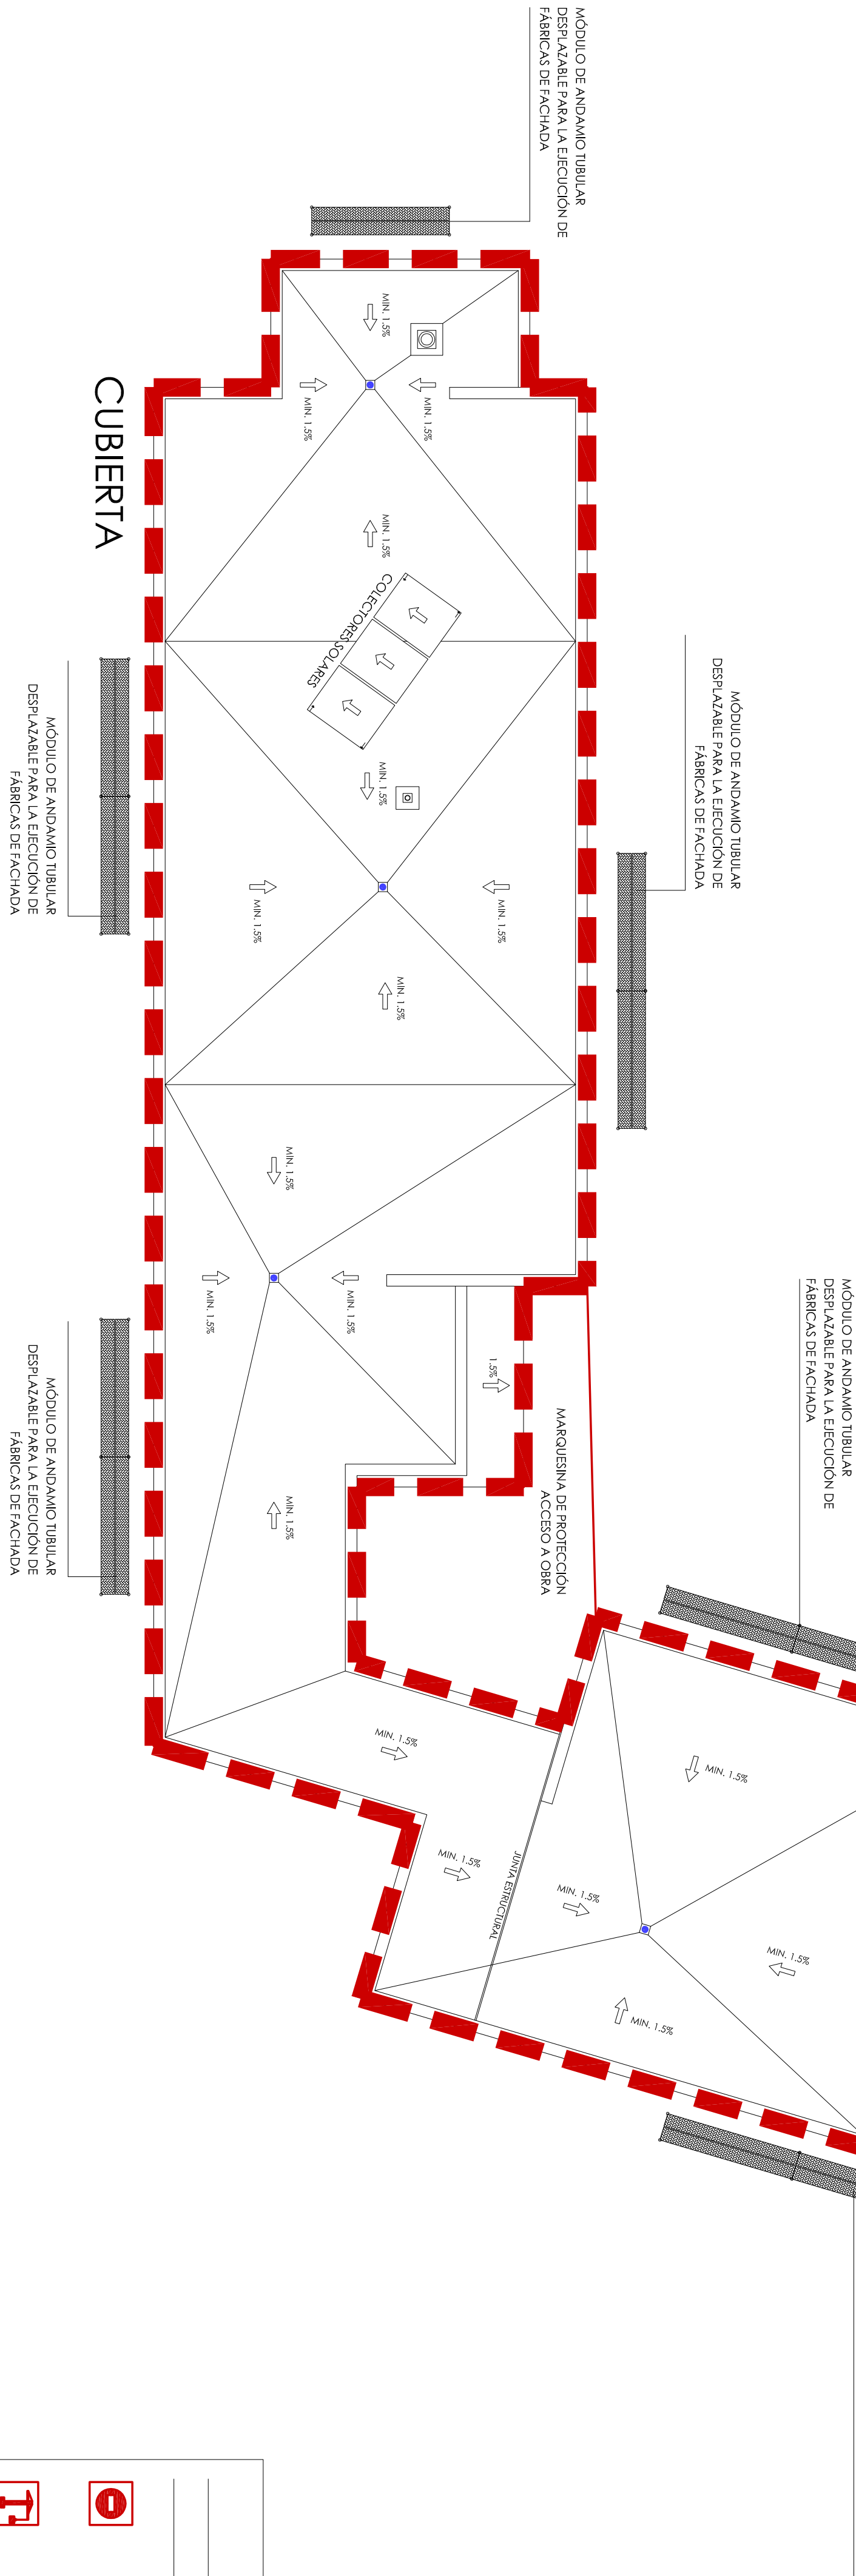 MÓDULO DE ANDAMIO TUBULAR
DESPLAZABLE PARA LA EJECUCIÓN DE
FÁBRICAS DE FACHADA
MIN. 1.5%
MIN. 1.5%
MIN. 1.5%
CUBIERTA
MIN. 1.5%
COLECTORES SOLARES
MÓDULO DE ANDAMIO TUBULAR
DESPLAZABLE PARA LA EJECUCIÓN DE
FÁBRICAS DE FACHADA
MÓDULO DE ANDAMIO TUBULAR
DESPLAZABLE PARA LA EJECUCIÓN DE
FÁBRICAS DE FACHADA
MIN. 1.5%
MIN. 1.5%
MIN. 1.5%
MIN. 1.5%
MIN. 1.5%
MIN. 1.5%
MIN. 1.5%
MÓDULO DE ANDAMIO TUBULAR
DESPLAZABLE PARA LA EJECUCIÓN DE
FÁBRICAS DE FACHADA
1.5%
MARQUESINA DE PROTECCIÓN
ACCESO A OBRA
MÓDULO DE ANDAMIO TUBULAR
DESPLAZABLE PARA LA EJECUCIÓN DE
FÁBRICAS DE FACHADA
MIN. 1.5%
MIN. 1.5%
MIN. 1.5%
MIN. 1.5%
JUNTA ESTRUCTURAL
MIN. 1.5%
MIN. 1.5%
MIN. 1.5%